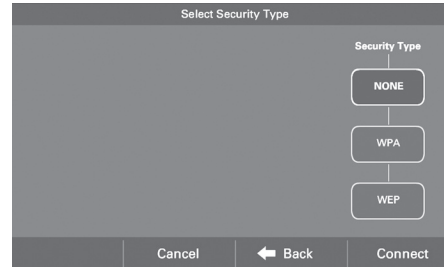 Select Security Type
Security Type
NONE
WPA
WEP
Cancel
Back
Connect